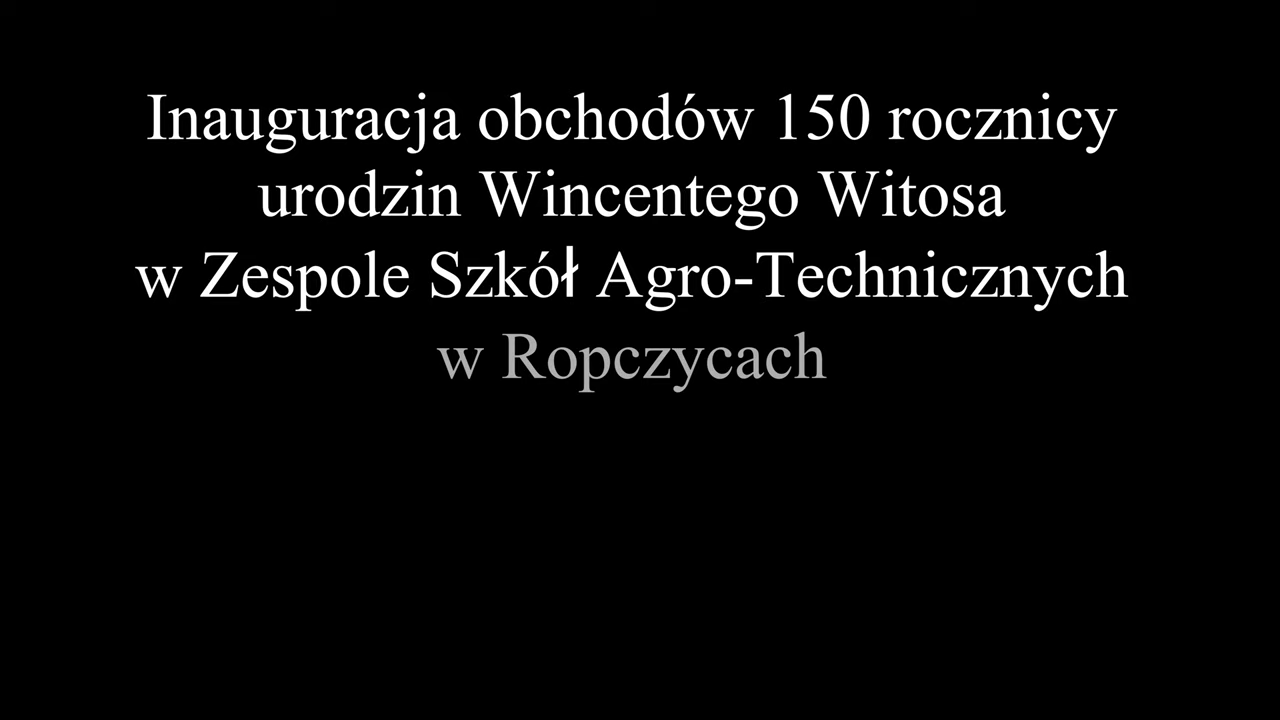 Inauguracja obchodów 150 rocznicy
urodzin Wincentego Witosa
w Zespole Szkół Agro-Technicznych
w Ropczycach